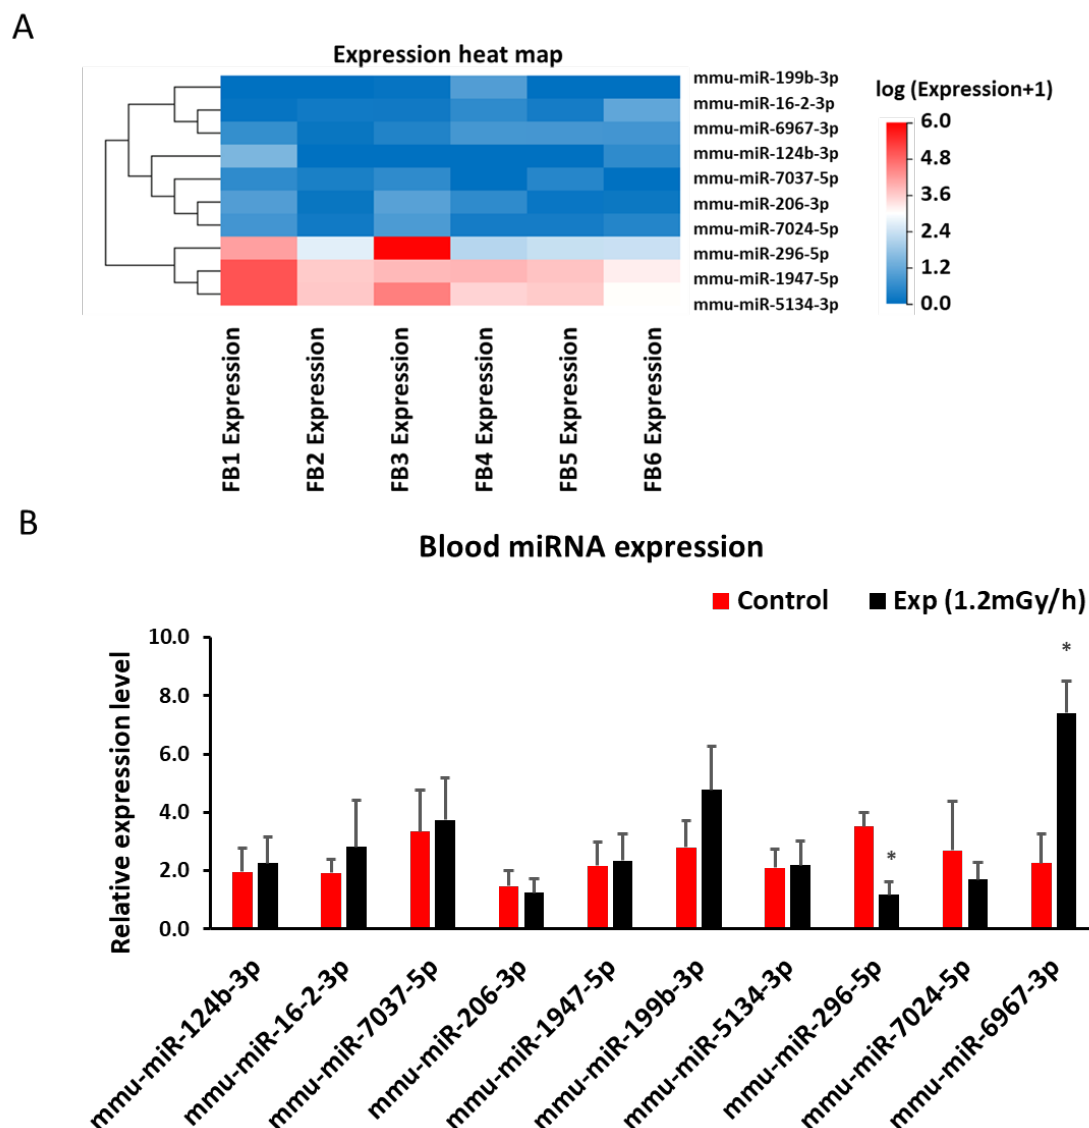 A
Expression heat map
mmu-miR-199b-3p
mmu-miR-16-2-3p
mmu-miR-6967-3p
mmu-miR-124b-3p
mmu-miR-7037-5p
mmu-miR-206-3p
mmu-miR-7024-5p
mmu-miR-296-5p
mmu-miR-1947-5p
mmu-miR-5134-3p
log (Expression+1)
6.0
4.8
3.6
2.4
1.2
0.0
FB1 Expression
FB2 Expression
FB3 Expression
FB4 Expression
FB5 Expression
FB6 Expression
B
Blood miRNA expression
Control
Exp (1.2mGy/h)
Relative expression level
10.0
8.0
6.0
4.0
2.0
0.0
*
*
mmu-miR-124b-3p
mmu-miR-16-2-3p
mmu-miR-7037-5p
mmu-miR-206-3p
mmu-miR-1947-5p
mmu-miR-199b-3p
mmu-miR-5134-3p
mmu-miR-296-5p
mmu-miR-7024-5p
mmu-miR-6967-3p